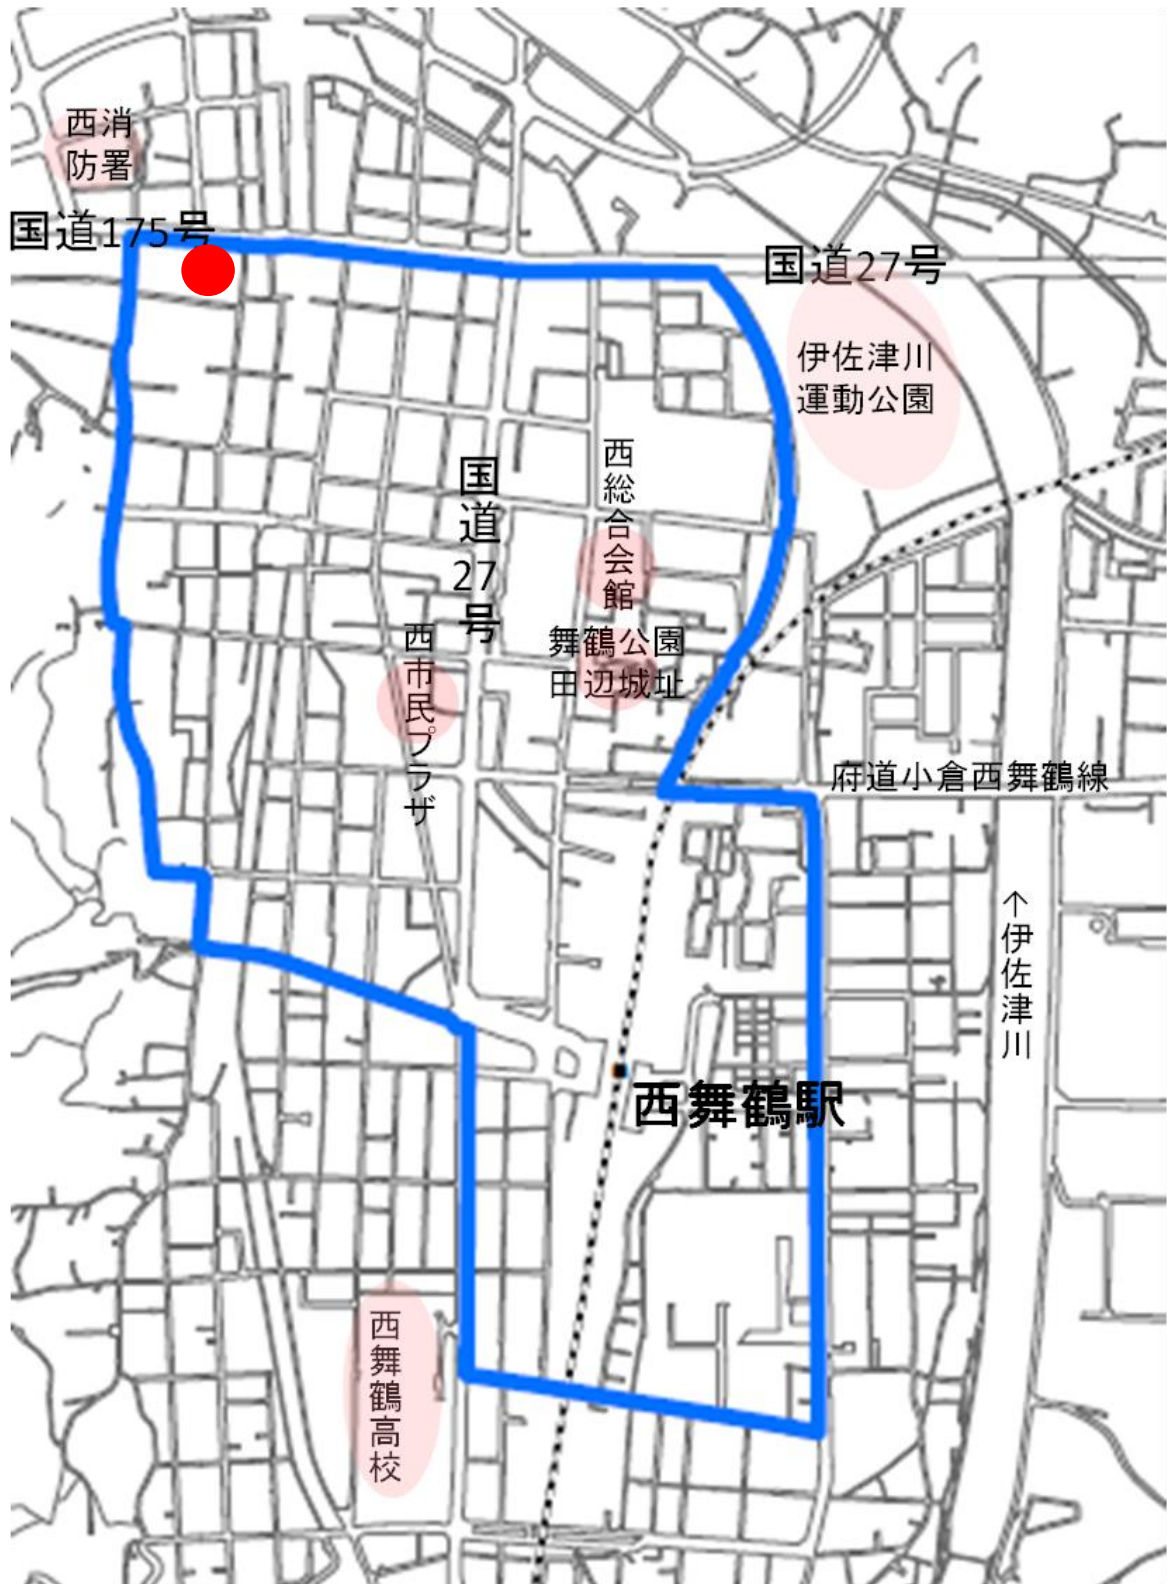 西消
防署
国道175号
国道27号
伊佐津川
運動公園
西総合会館
国道27号
舞鶴公園
田辺城址
西市民プラザ
府道小倉西舞鶴線
↑伊佐津川
西舞鶴駅
西舞鶴高校